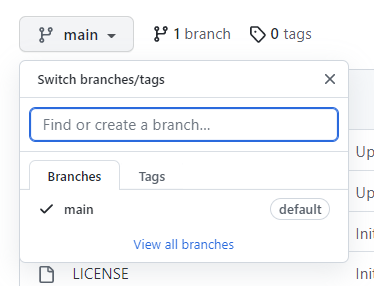 main 1 branch 0 tags
Switch branches/tags
Find or create a branch...
Up
Branches Tags
Up
main default
Init
View all branches
LICENSE Init